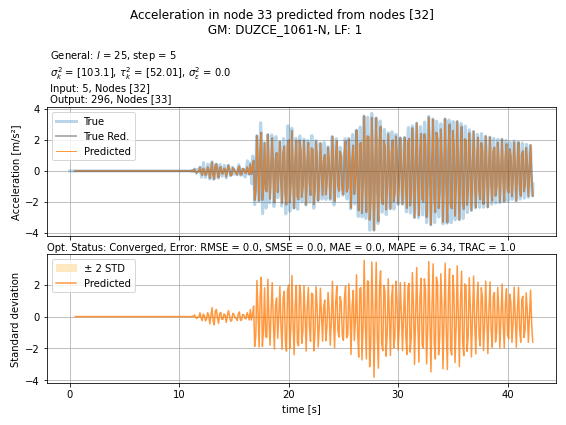 Acceleration in node 33 predicted from nodes [32]
GM: DUZCE_1061-N, LF: 1
General: l = 25, step = 5
σ²ₖ = [103.1], τ²ₖ = [52.01], σ²ε = 0.0
Input: 5, Nodes [32]
Output: 296, Nodes [33]
4
2
0
−2
−4
Acceleration [m/s²]
True
True Red.
Predicted
Opt. Status: Converged, Error: RMSE = 0.0, SMSE = 0.0, MAE = 0.0, MAPE = 6.34, TRAC = 1.0
2
0
−2
−4
Standard deviation
± 2 STD
Predicted
0 10 20 30 40
time [s]